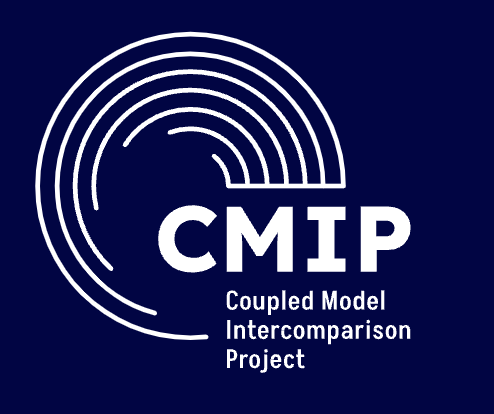 CMIP
Coupled Model
Intercomparison
Project